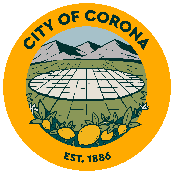 CITY OF CORONA
EST. 1886